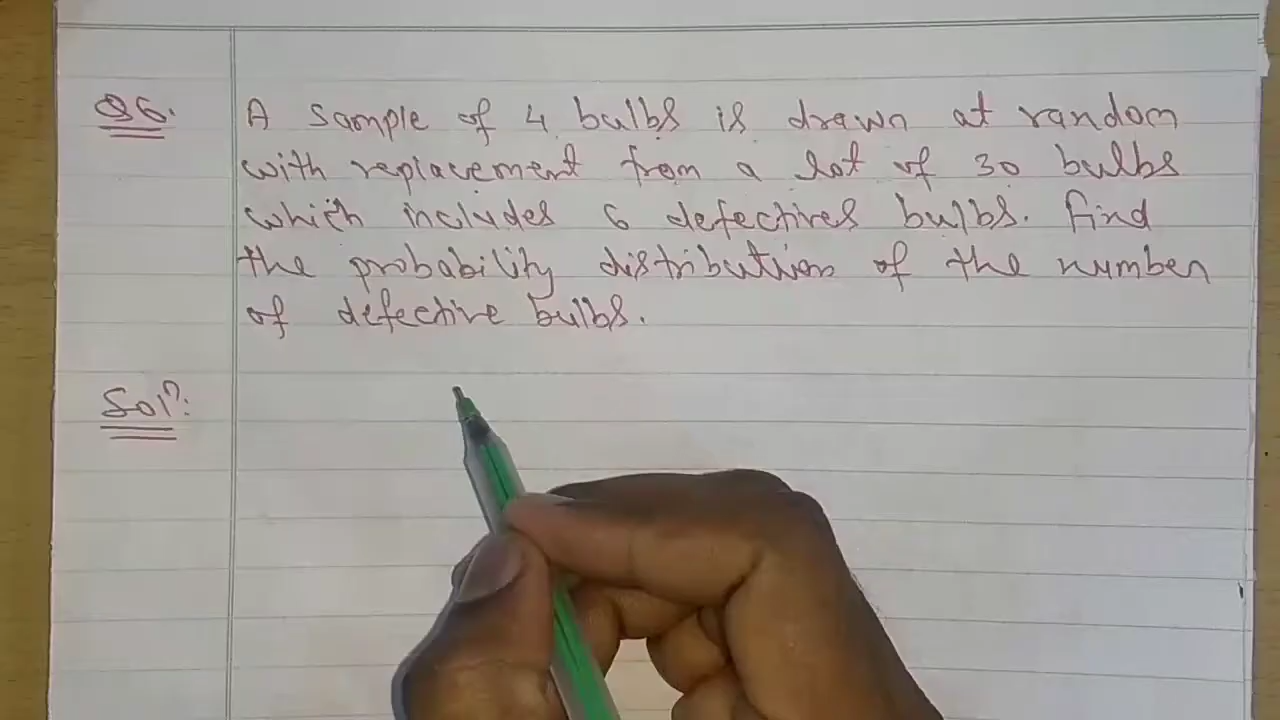 Q6. A sample of 4 bulbs is drawn at random
with replacement from a lot of 30 bulbs
which includes 6 defectives bulbs. Find
the probability distribution of the number
of defective bulbs.
Solⁿ: